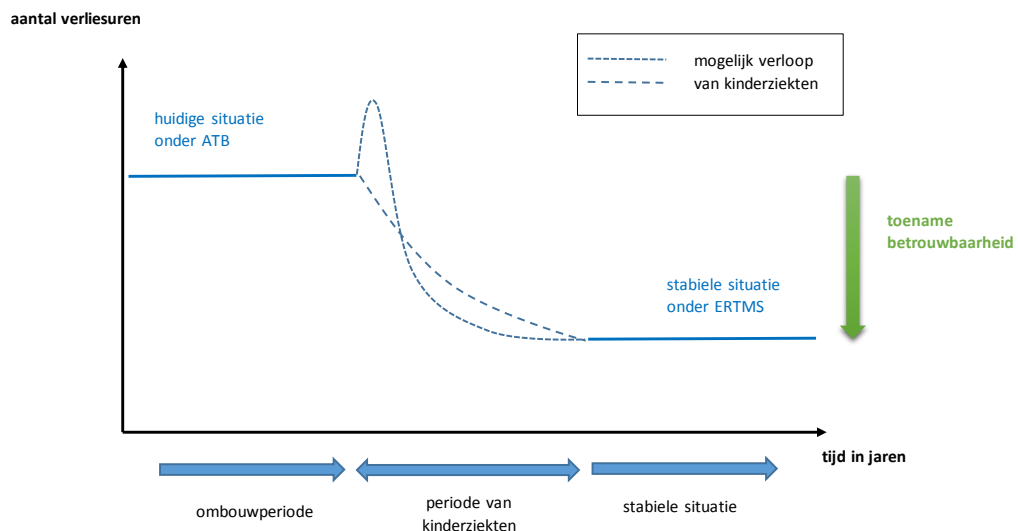 aantal verliesuren
mogelijk verloop
van kinderziekten
huidige situatie
onder ATB
toename
betrouwbaarheid
stabiele situatie
onder ERTMS
tijd in jaren
ombouwperiode
periode van
kinderziekten
stabiele situatie